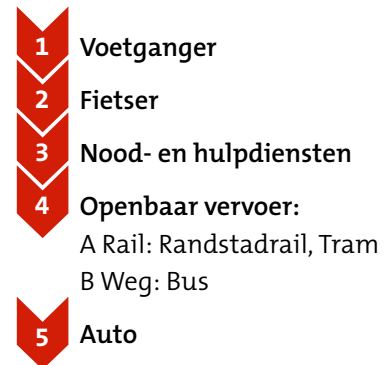 1 Voetganger
2 Fietser
3 Nood- en hulpdiensten
4 Openbaar vervoer:
A Rail: Randstadrail, Tram
B Weg: Bus
5 Auto